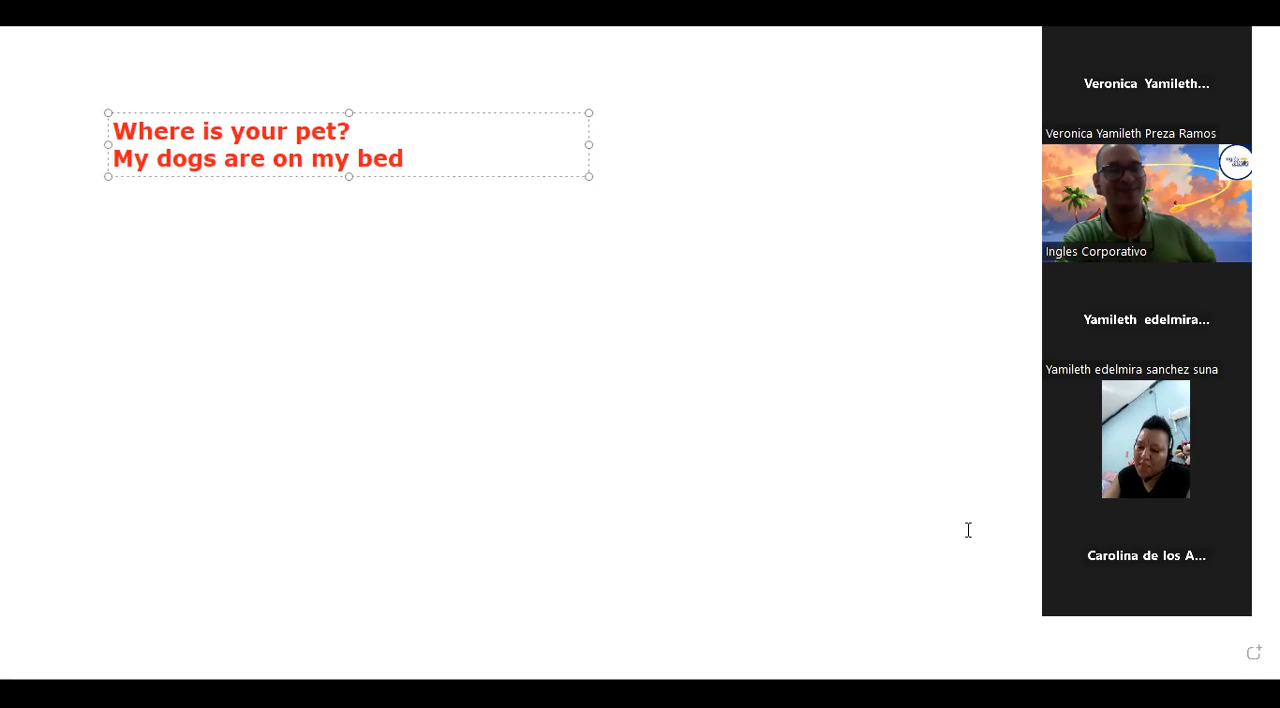 Where is your pet?
My dogs are on my bed
Veronica Yamileth...
Veronica Yamileth Preza Ramos
Ingles Corporativo
Yamileth edelmira...
Yamileth edelmira sanchez suna
Carolina de los A...